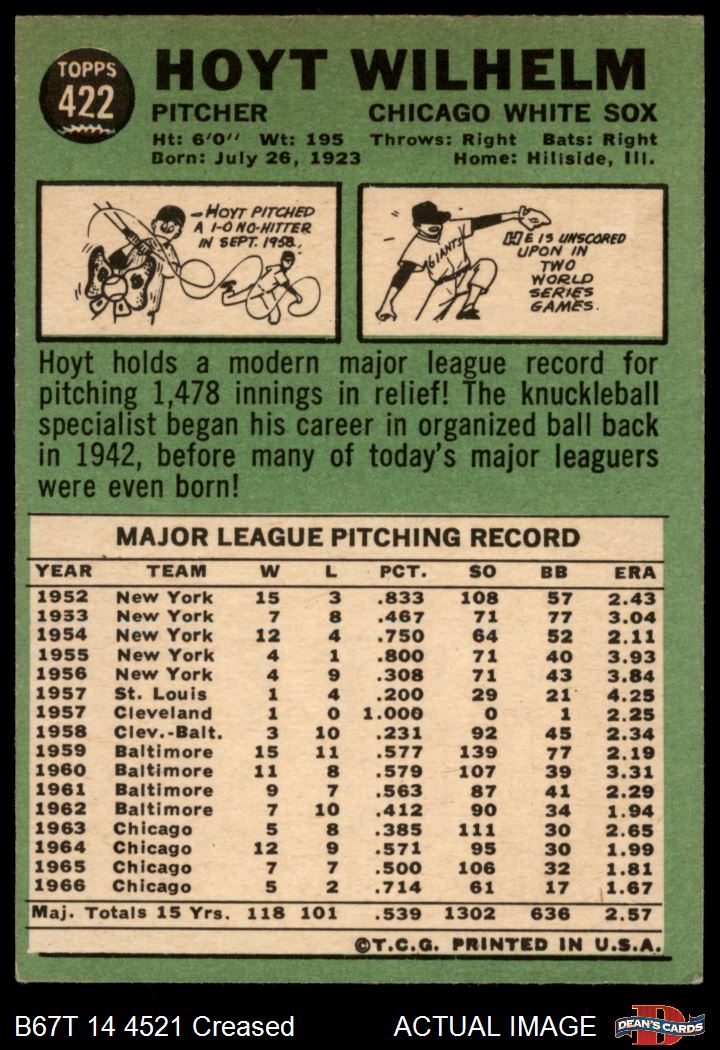 TOPPS
422
HOYT WILHELM
PITCHER CHICAGO WHITE SOX
Ht: 6'0" Wt: 195 Throws: Right Bats: Right
Born: July 26, 1923 Home: Hillside, Ill.
—HOYT PITCHED
A 1-0 NO-HITTER
IN SEPT. 1958.
GIANTS
HE IS UNSCORED
UPON IN
TWO
WORLD
SERIES
GAMES.
Hoyt holds a modern major league record for
pitching 1,478 innings in relief! The knuckleball
specialist began his career in organized ball back
in 1942, before many of today's major leaguers
were even born!
MAJOR LEAGUE PITCHING RECORD
YEAR TEAM W L PCT. SO BB ERA
1952 New York 15 3 .833 108 57 2.43
1953 New York 7 8 .467 71 77 3.04
1954 New York 12 4 .750 64 52 2.11
1955 New York 4 1 .800 71 40 3.93
1956 New York 4 9 .308 71 43 3.84
1957 St. Louis 1 4 .200 29 21 4.25
1957 Cleveland 1 0 1.000 0 1 2.25
1958 Clev.-Balt. 3 10 .231 92 45 2.34
1959 Baltimore 15 11 .577 139 77 2.19
1960 Baltimore 11 8 .579 107 39 3.31
1961 Baltimore 9 7 .563 87 41 2.29
1962 Baltimore 7 10 .412 90 34 1.94
1963 Chicago 5 8 .385 111 30 2.65
1964 Chicago 12 9 .571 95 30 1.99
1965 Chicago 7 7 .500 106 32 1.81
1966 Chicago 5 2 .714 61 17 1.67
Maj. Totals 15 Yrs. 118 101 .539 1302 636 2.57
©T.C.G. PRINTED IN U.S.A.
B67T 14 4521 Creased ACTUAL IMAGE
DEAN'S CARDS